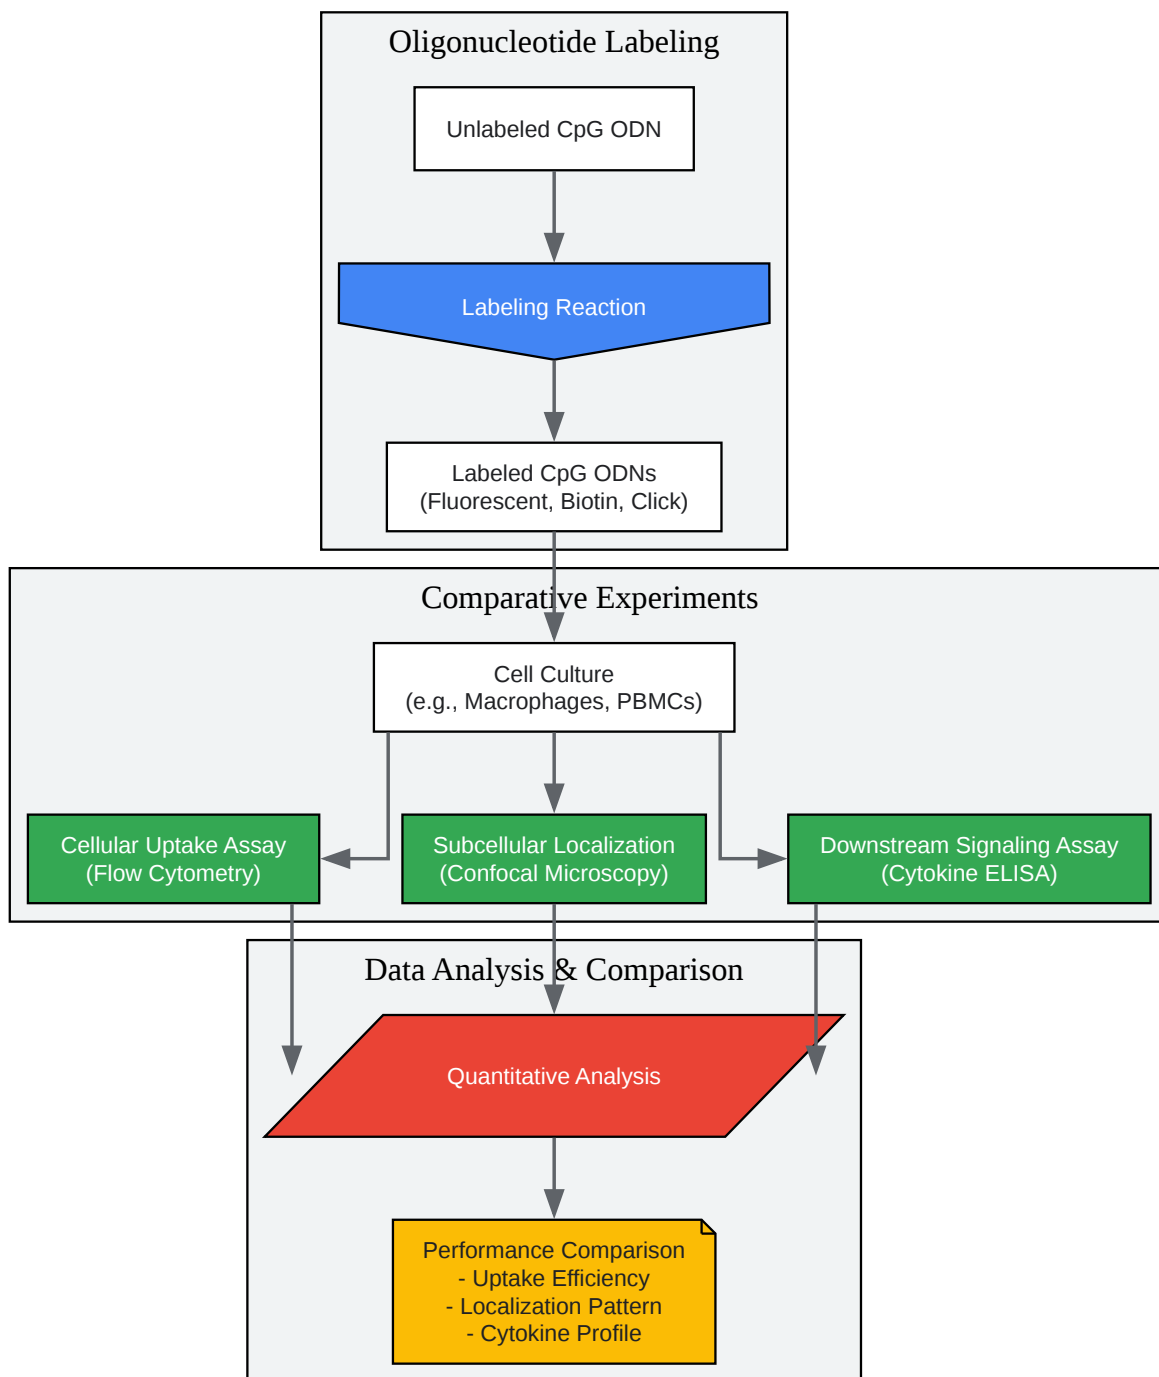 Oligonucleotide Labeling
Unlabeled CpG ODN
Labeling Reaction
Labeled CpG ODNs
(Fluorescent, Biotin, Click)
Comparative Experiments
Cell Culture
(e.g., Macrophages, PBMCs)
Cellular Uptake Assay
(Flow Cytometry)
Subcellular Localization
(Confocal Microscopy)
Downstream Signaling Assay
(Cytokine ELISA)
Data Analysis & Comparison
Quantitative Analysis
Performance Comparison
- Uptake Efficiency
- Localization Pattern
- Cytokine Profile